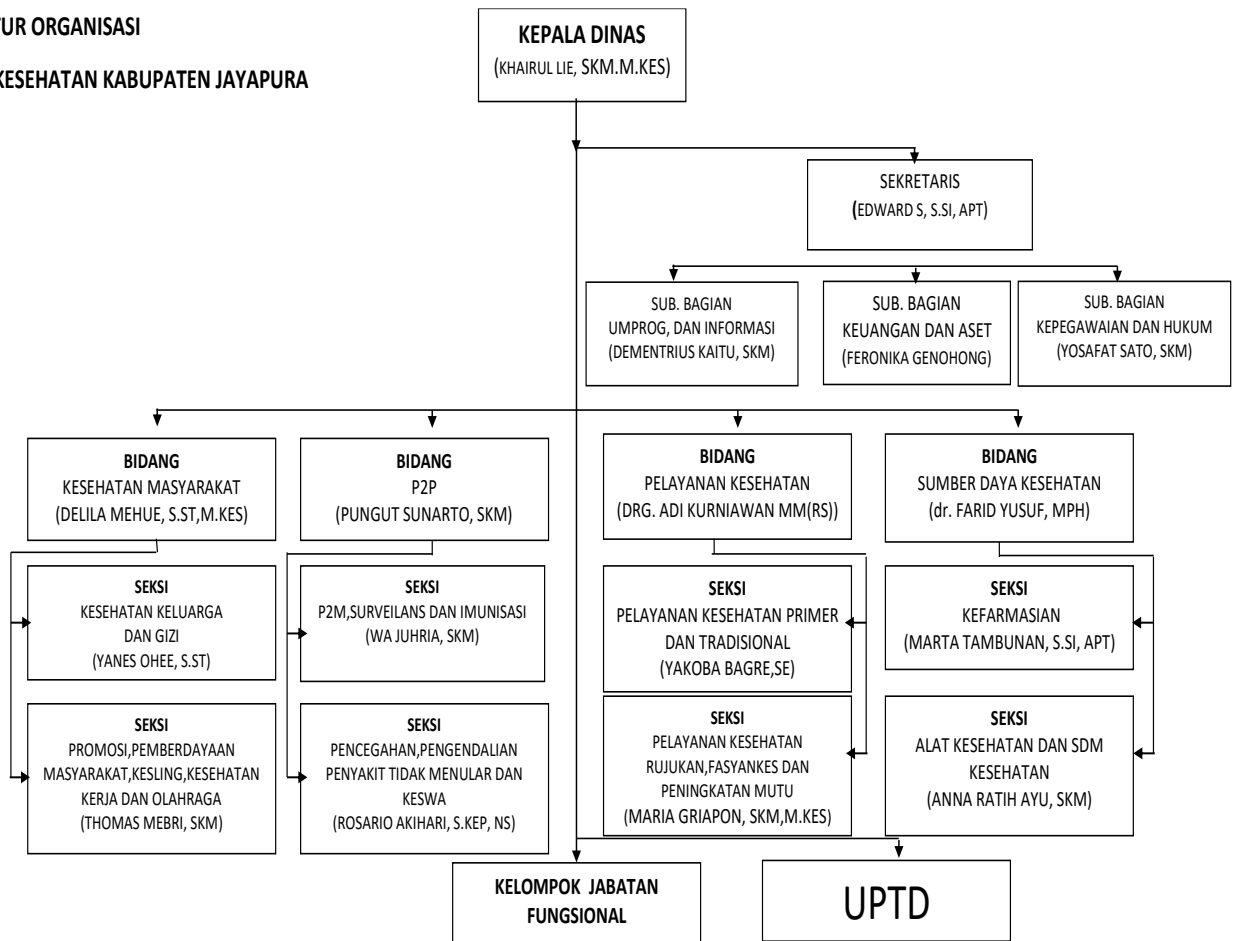 TUR ORGANISASI
KESEHATAN KABUPATEN JAYAPURA
KEPALA DINAS
(KHAIRUL LIE, SKM.M.KES)
SEKRETARIS
(EDWARD S, S.SI, APT)
SUB. BAGIAN
UMPROG, DAN INFORMASI
(DEMENTRIUS KAITU, SKM)
SUB. BAGIAN
KEUANGAN DAN ASET
(FERONIKA GENOHONG)
SUB. BAGIAN
KEPEGAWAIAN DAN HUKUM
(YOSAFAT SATO, SKM)
BIDANG
KESEHATAN MASYARAKAT
(DELILA MEHUE, S.ST,M.KES)
BIDANG
P2P
(PUNGUT SUNARTO, SKM)
BIDANG
PELAYANAN KESEHATAN
(DRG. ADI KURNIAWAN MM(RS))
BIDANG
SUMBER DAYA KESEHATAN
(dr. FARID YUSUF, MPH)
SEKSI
KESEHATAN KELUARGA
DAN GIZI
(YANES OHEE, S.ST)
SEKSI
P2M,SURVEILANS DAN IMUNISASI
(WA JUHRIA, SKM)
SEKSI
PELAYANAN KESEHATAN PRIMER
DAN TRADISIONAL
(YAKOBA BAGRE,SE)
SEKSI
KEFARMASIAN
(MARTA TAMBUNAN, S.SI, APT)
SEKSI
PROMOSI,PEMBERDAYAAN
MASYARAKAT,KESLING,KESEHATAN
KERJA DAN OLAHRAGA
(THOMAS MEBRI, SKM)
SEKSI
PENCEGAHAN,PENGENDALIAN
PENYAKIT TIDAK MENULAR DAN
KESWA
(ROSARIO AKIHARI, S.KEP, NS)
SEKSI
PELAYANAN KESEHATAN
RUJUKAN,FASYANKES DAN
PENINGKATAN MUTU
(MARIA GRIAPON, SKM,M.KES)
SEKSI
ALAT KESEHATAN DAN SDM
KESEHATAN
(ANNA RATIH AYU, SKM)
KELOMPOK JABATAN
FUNGSIONAL
UPTD